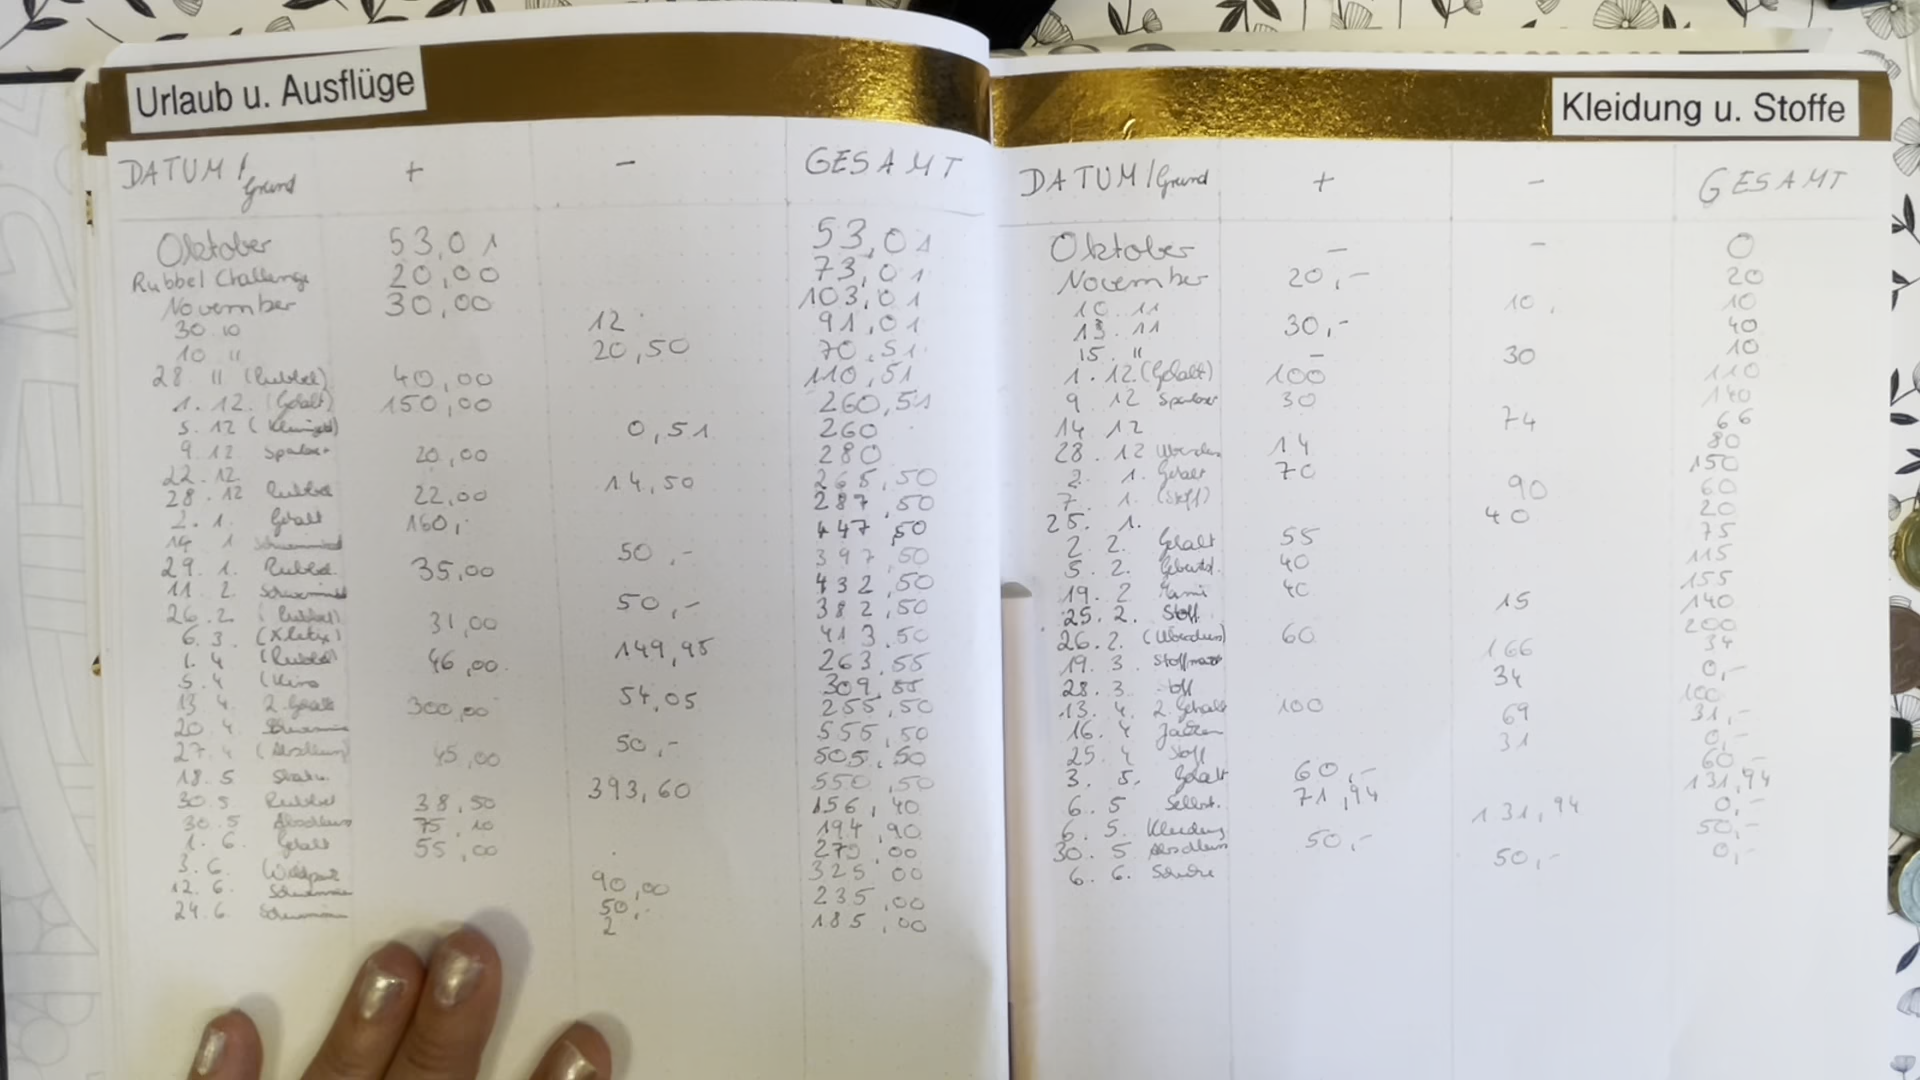 Urlaub u. Ausflüge
DATUM/Grund + - GESAMT
Oktober 53,01 53,01
Rubbel Challenge 20,00 73,01
November 30,00 103,01
30.10 12 91,01
10 " 20,50 70,51
28 " (Rubbel) 40,00 110,51
1. 12. (Gehalt) 150,00 260,51
5. 12 0,51 260
9. 12. 20,00 280
22. 12. 14,50 265,50
28. 12 Rubbel 22,00 287,50
2. 1. Gehalt 160,- 447,50
14 1 50,- 397,50
29. 1. Rubbel 35,00 432,50
11. 2. 50,- 382,50
26.2. (Rubbel) 31,00 413,50
6. 3. 149,95 263,55
1. 4 (Rubbel) 46,00 309,55
5. 4 (Kino 54,05 255,50
13 4. 2. Gehalt 300,00 555,50
20. 4. 50,- 505,50
27. 4 45,00 550,50
18. 5 393,60 156,40
30.5. Rubbel 38,50 194,90
30. 5 75,10 270,00
1. 6. Gehalt 55,00 325,00
3. 6. 90,00 235,00
12. 6. 50,- 185,00
24. 6 2
Kleidung u. Stoffe
DATUM/Grund + - GESAMT
Oktober - - 0
November 20,- 20
10. 11 10, 10
13. 11 30,- 40
15. " - 30 10
1. 12. (Gehalt) 100 110
9 12 30 140
14 12 74 66
28. 12 14 80
2. 1. Gehalt 70 150
7. 1. (Stoff) 90 60
25. 1. 40 20
2 2. Gehalt 55 75
5. 2. 40 115
19. 2 40 155
25. 2. Stoff 15 140
26. 2. 60 200
19. 3. 166 34
28. 3. Stoff 34 0,-
13. 4. 2. Gehalt 100 100
16. 4 69 31,-
25. 4 Stoff 31 0,-
3. 5. Gehalt 60,- 60,-
6. 5 71,94 131,94
6. 5. Kleidung 131,94 0,-
30. 5 50,- 50,-
6. 6. Schuhe 50,- 0,-